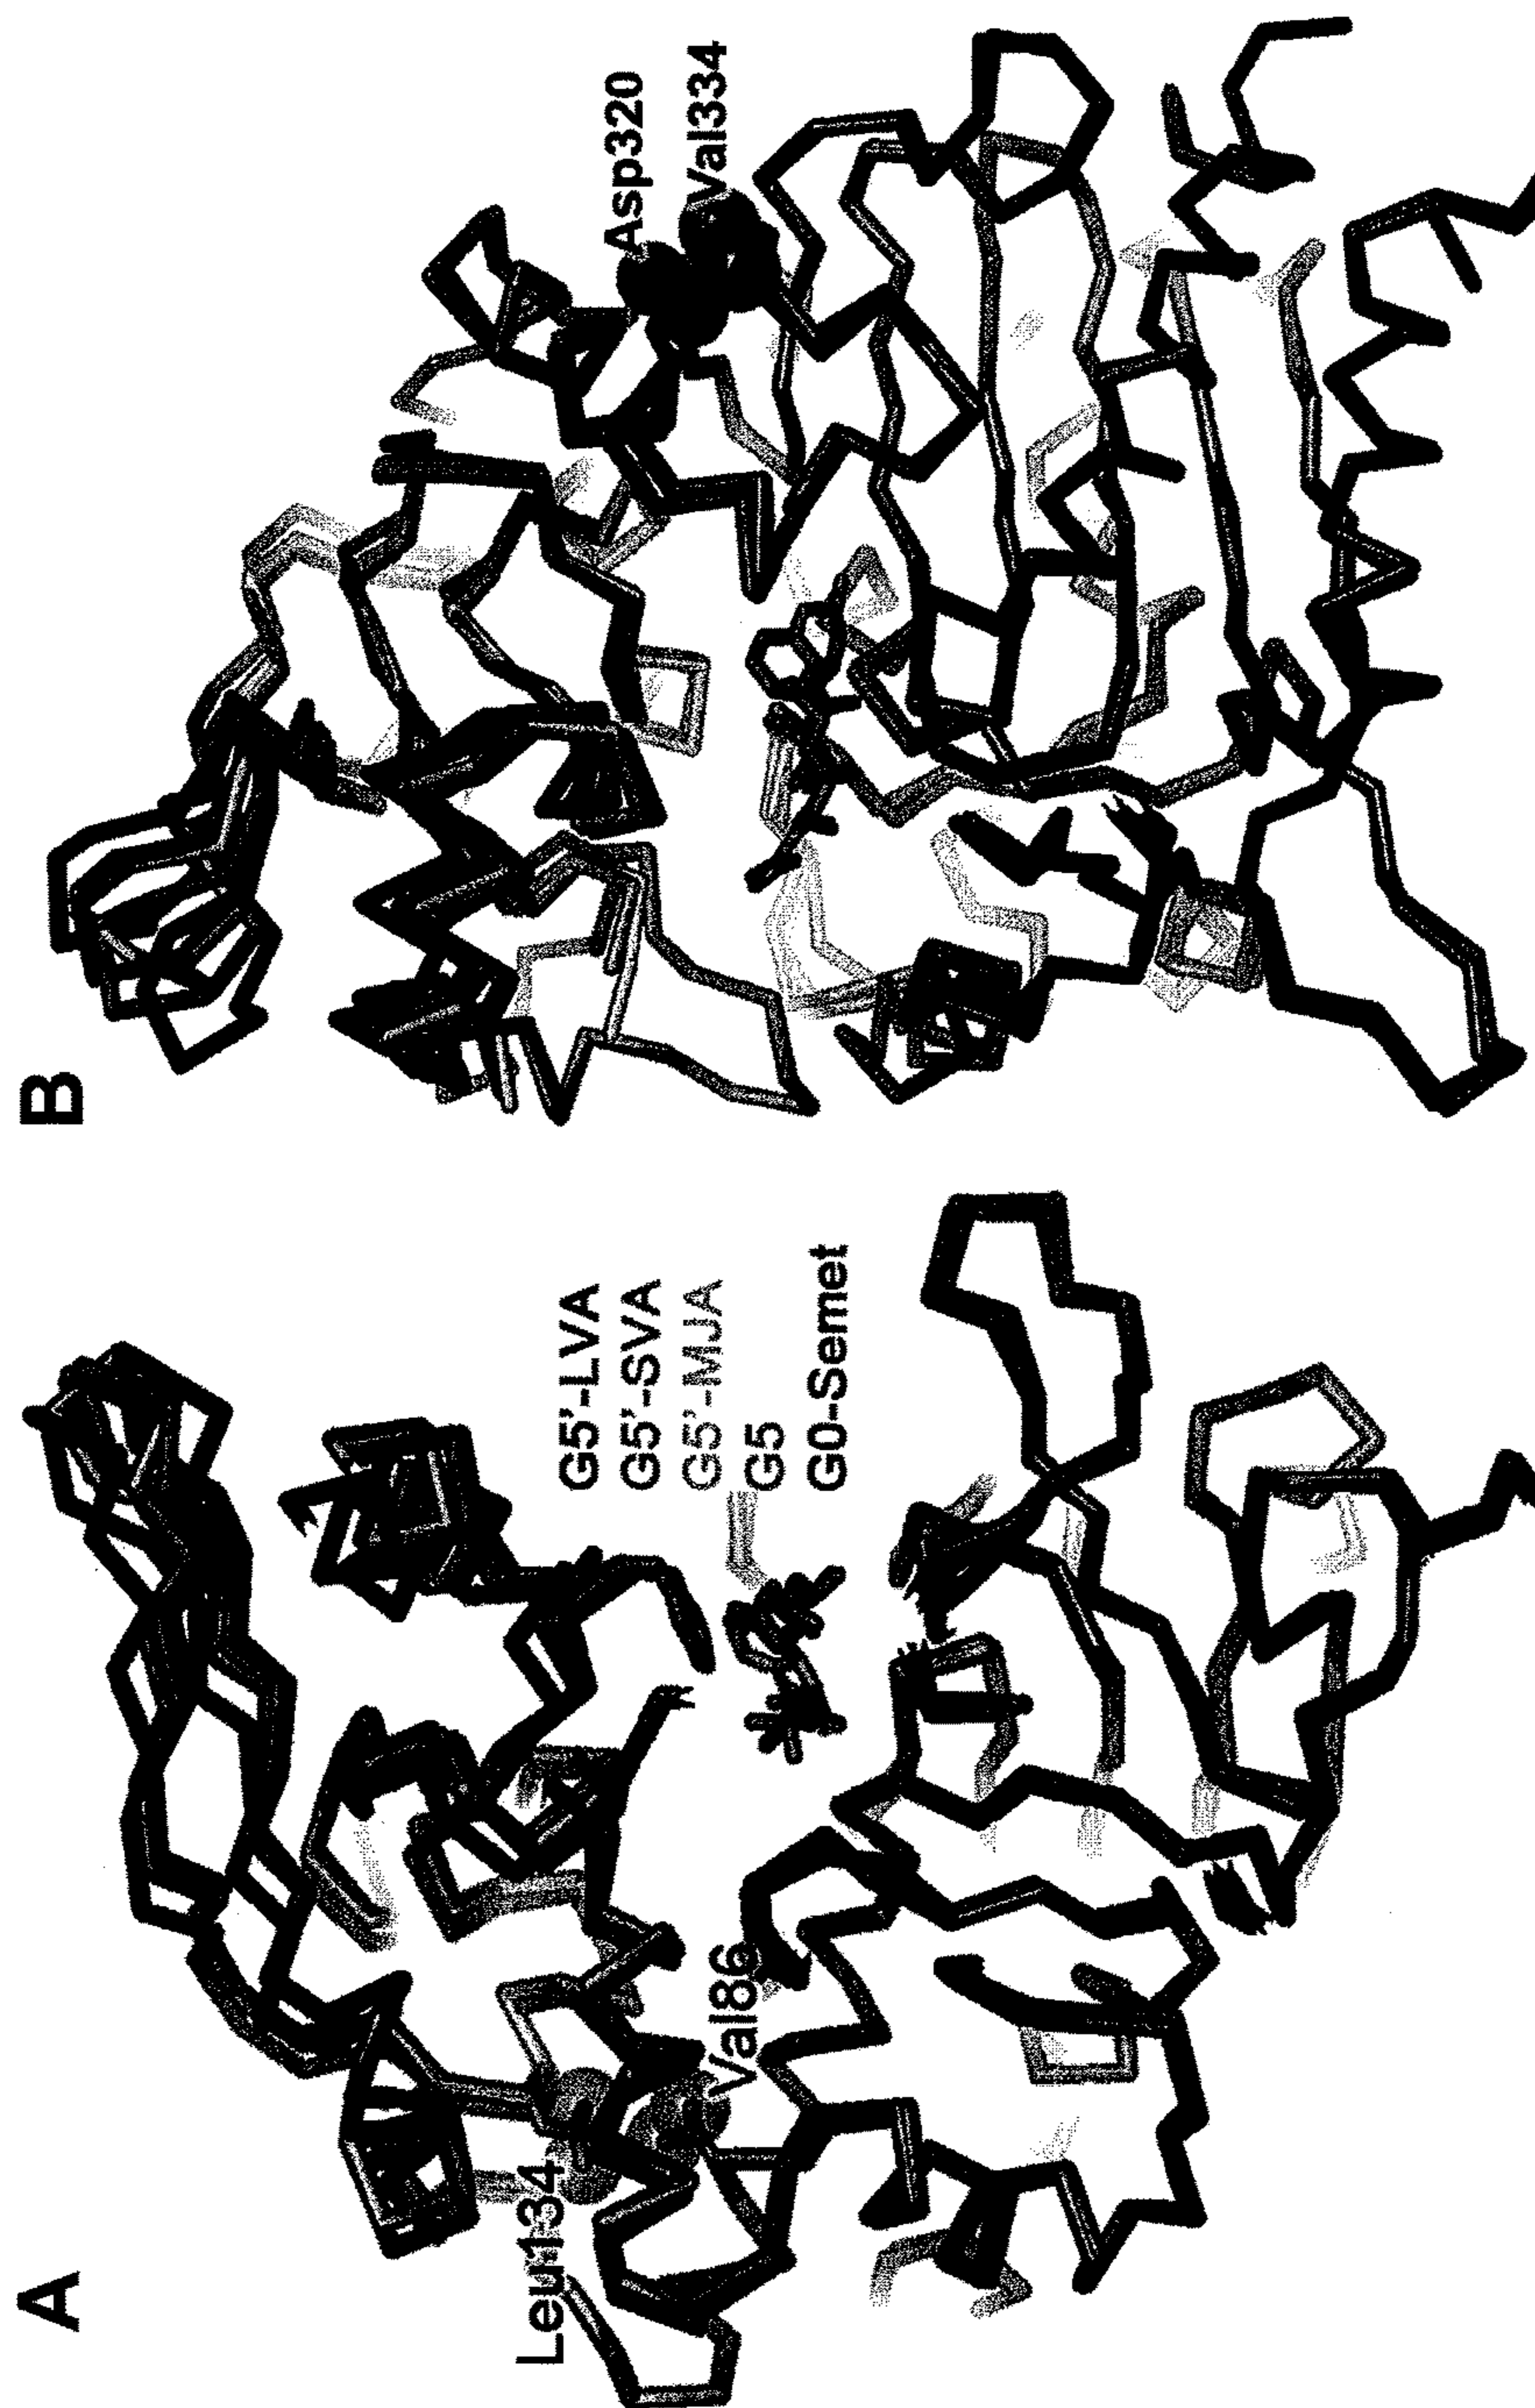 A
Leu134
Val86
G5'-LVA
G5'-SVA
G5'-MJA
G5
G0-Semet
B
Asp320
Val334